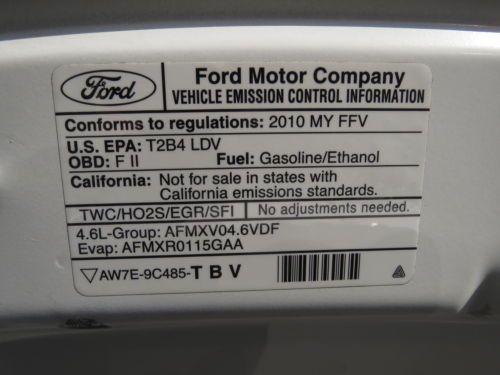 Ford
Ford Motor Company
VEHICLE EMISSION CONTROL INFORMATION
Conforms to regulations: 2010 MY FFV
U.S. EPA: T2B4 LDV
OBD: F II Fuel: Gasoline/Ethanol
California: Not for sale in states with
California emissions standards.
TWC/HO2S/EGR/SFI No adjustments needed.
4.6L-Group: AFMXV04.6VDF
Evap: AFMXR0115GAA
AW7E-9C485-T B V